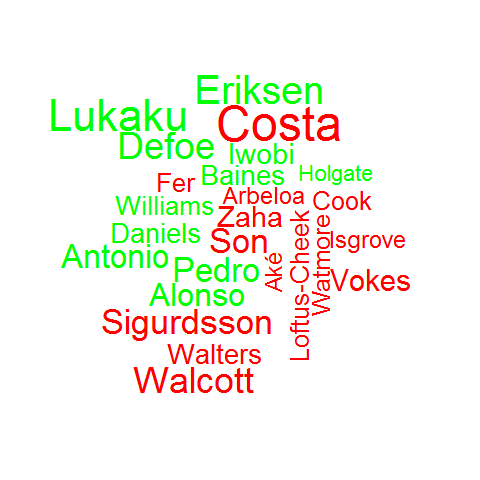 Eriksen
Lukaku
Costa
Defoe
Iwobi
Baines
Holgate
Fer
Arbeloa
Cook
Williams
Zaha
Daniels
Son
Isgrove
Antonio
Pedro
Aké
Loftus-Cheek
Watmore
Vokes
Alonso
Sigurdsson
Walters
Walcott